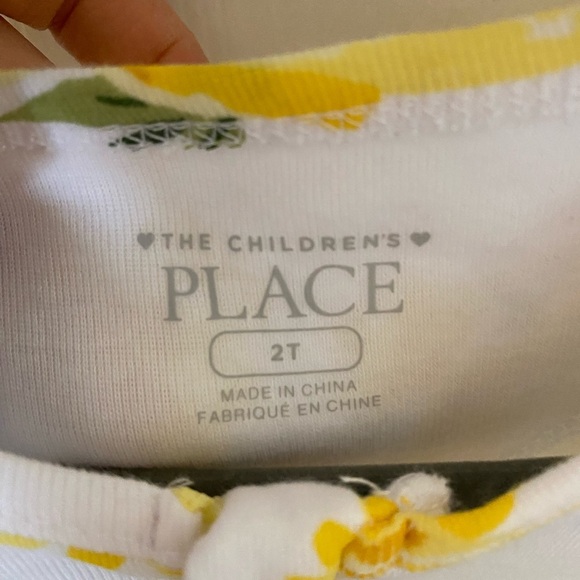 THE CHILDREN'S
PLACE
2T
MADE IN CHINA
FABRIQUÉ EN CHINE